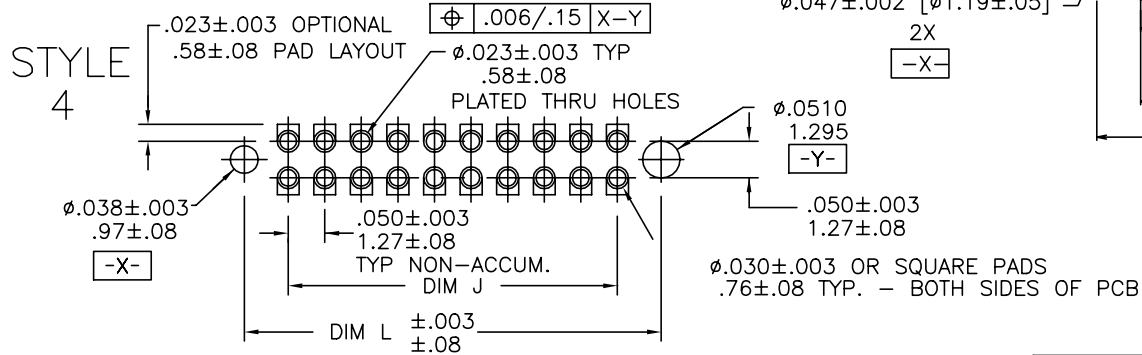 STYLE
4
.023±.003 OPTIONAL
.58±.08 PAD LAYOUT
⌖ .006/.15 X-Y
ø.023±.003 TYP
.58±.08
PLATED THRU HOLES
ø.047±.002 [ø1.19±.05]
2X
-X-
ø.0510
1.295
-Y-
ø.038±.003
.97±.08
-X-
.050±.003
1.27±.08
TYP NON-ACCUM.
DIM J
DIM L ±.003
±.08
.050±.003
1.27±.08
ø.030±.003 OR SQUARE PADS
.76±.08 TYP. - BOTH SIDES OF PCB